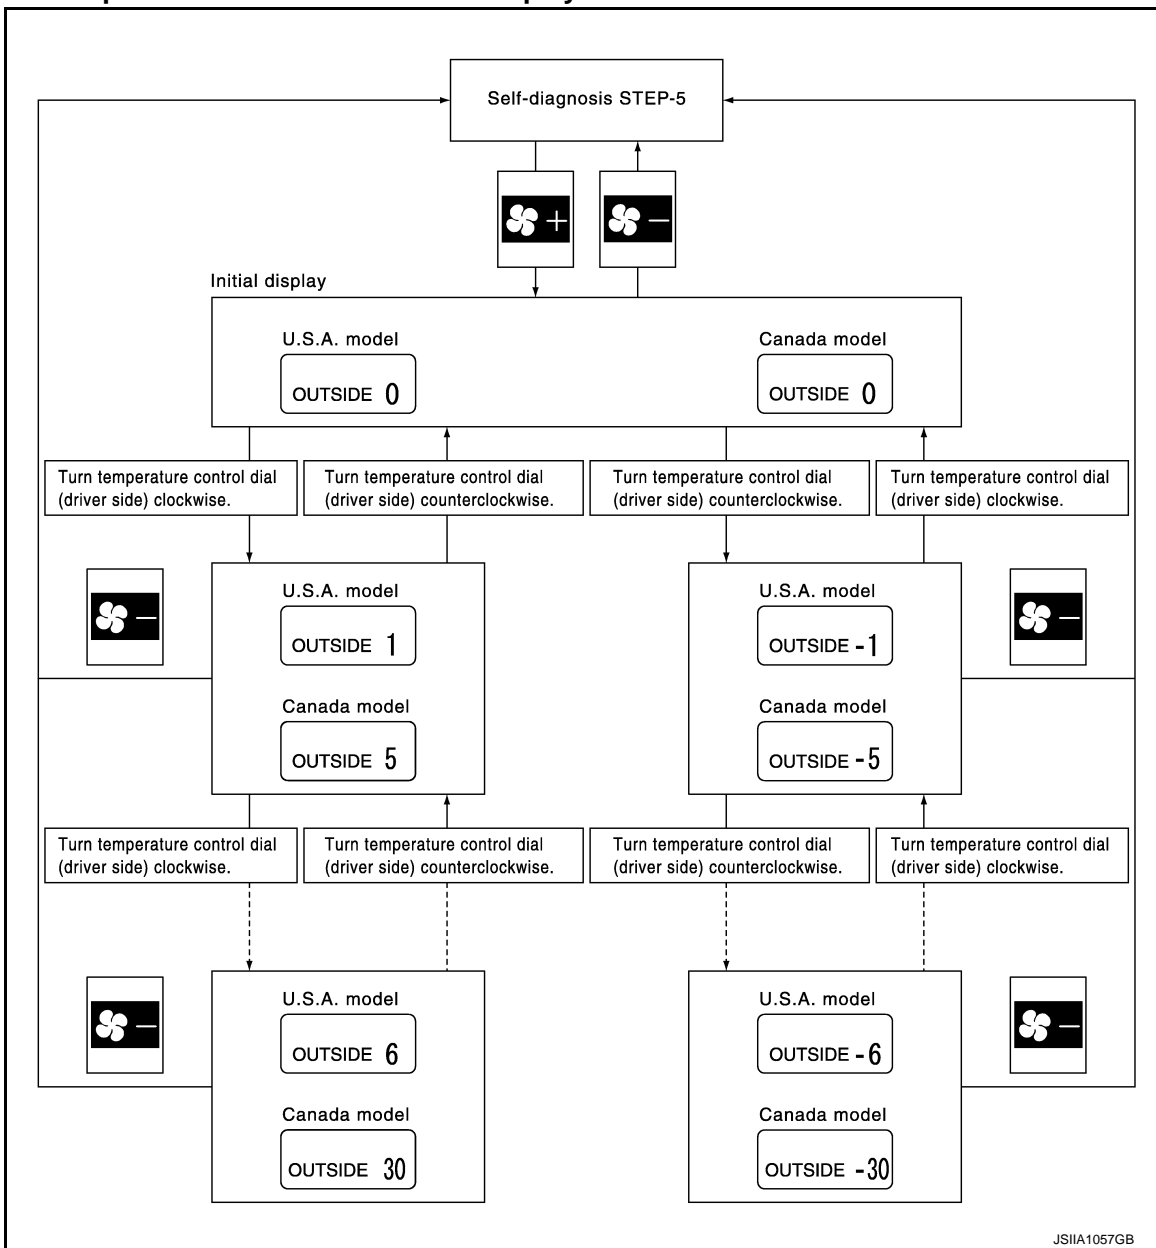 Self-diagnosis STEP-5
+
−
Initial display
U.S.A. model
OUTSIDE 0
Canada model
OUTSIDE 0
Turn temperature control dial
(driver side) clockwise.
Turn temperature control dial
(driver side) counterclockwise.
Turn temperature control dial
(driver side) counterclockwise.
Turn temperature control dial
(driver side) clockwise.
−
U.S.A. model
OUTSIDE 1
Canada model
OUTSIDE 5
U.S.A. model
OUTSIDE -1
Canada model
OUTSIDE -5
−
Turn temperature control dial
(driver side) clockwise.
Turn temperature control dial
(driver side) counterclockwise.
Turn temperature control dial
(driver side) counterclockwise.
Turn temperature control dial
(driver side) clockwise.
−
U.S.A. model
OUTSIDE 6
Canada model
OUTSIDE 30
U.S.A. model
OUTSIDE -6
Canada model
OUTSIDE -30
−
JSIIA1057GB